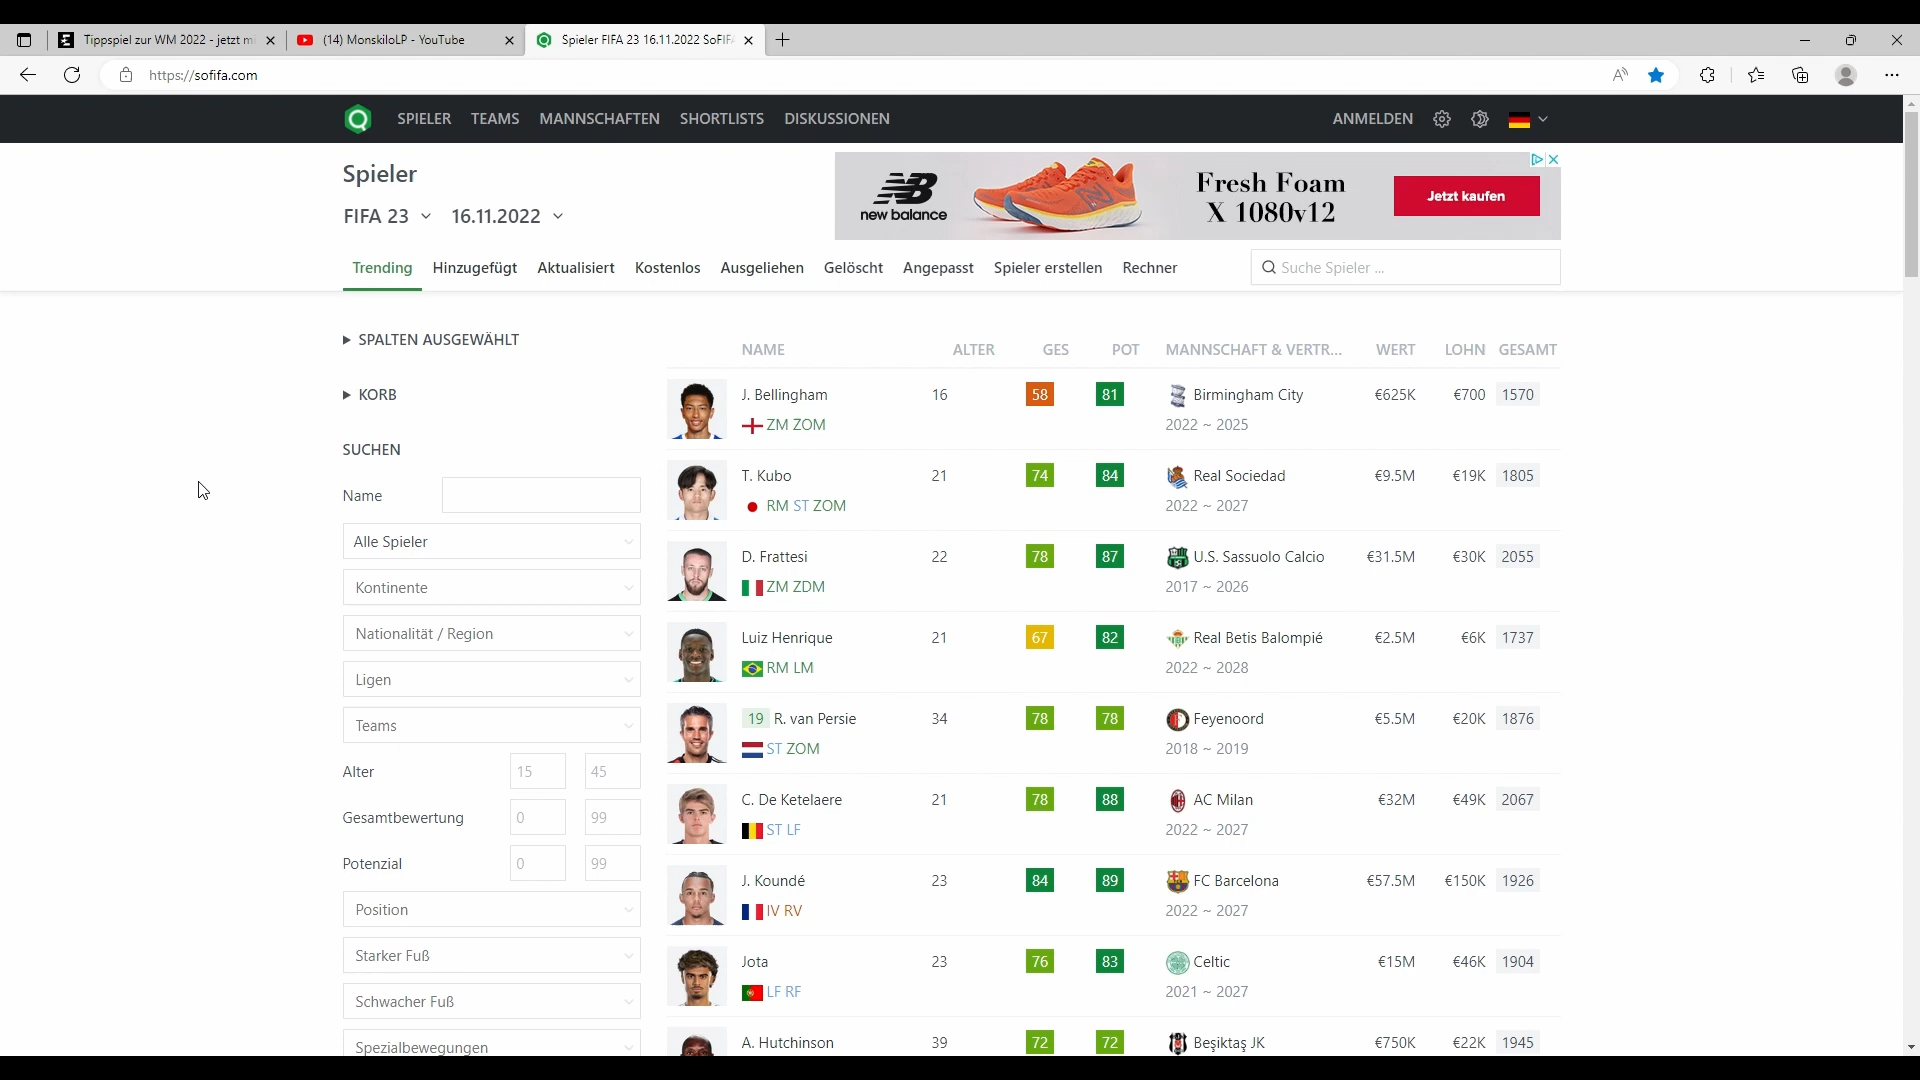 Tippspiel zur WM 2022 - jetzt mi
(14) MonskiloLP - YouTube
Spieler FIFA 23 16.11.2022 SoFIFA
https://sofifa.com
SPIELER TEAMS MANNSCHAFTEN SHORTLISTS DISKUSSIONEN
ANMELDEN
Spieler
FIFA 23 16.11.2022
new balance
Fresh Foam
X 1080v12
Jetzt kaufen
Trending Hinzugefügt Aktualisiert Kostenlos Ausgeliehen Gelöscht Angepasst Spieler erstellen Rechner
Suche Spieler ...
SPALTEN AUSGEWÄHLT
KORB
SUCHEN
Name
Alle Spieler
Kontinente
Nationalität / Region
Ligen
Teams
Alter 15 45
Gesamtbewertung 0 99
Potenzial 0 99
Position
Starker Fuß
Schwacher Fuß
Spezialbewegungen
NAME ALTER GES POT MANNSCHAFT & VERTR... WERT LOHN GESAMT
J. Bellingham 16 58 81 Birmingham City €625K €700 1570
ZM ZOM 2022 ~ 2025
T. Kubo 21 74 84 Real Sociedad €9.5M €19K 1805
RM ST ZOM 2022 ~ 2027
D. Frattesi 22 78 87 U.S. Sassuolo Calcio €31.5M €30K 2055
ZM ZDM 2017 ~ 2026
Luiz Henrique 21 67 82 Real Betis Balompié €2.5M €6K 1737
RM LM 2022 ~ 2028
19 R. van Persie 34 78 78 Feyenoord €5.5M €20K 1876
ST ZOM 2018 ~ 2019
C. De Ketelaere 21 78 88 AC Milan €32M €49K 2067
ST LF 2022 ~ 2027
J. Koundé 23 84 89 FC Barcelona €57.5M €150K 1926
IV RV 2022 ~ 2027
Jota 23 76 83 Celtic €15M €46K 1904
LF RF 2021 ~ 2027
A. Hutchinson 39 72 72 Beşiktaş JK €750K €22K 1945